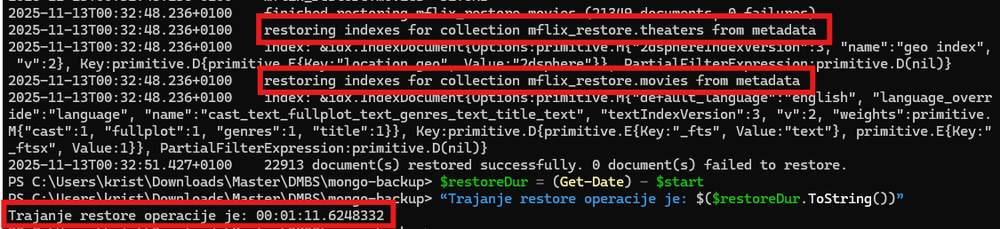 2025-11-13T00:32:48.236+0100    finished restoring mflix_restore.movies (21349 documents, 0 failures)
2025-11-13T00:32:48.236+0100    restoring indexes for collection mflix_restore.theaters from metadata
2025-11-13T00:32:48.236+0100    index: &idx.IndexDocument{Options:primitive.M{"2dsphereIndexVersion":3, "name":"geo index",
 "v":2}, Key:primitive.D{primitive.E{Key:"location.geo", Value:"2dsphere"}}, PartialFilterExpression:primitive.D(nil)}
2025-11-13T00:32:48.236+0100    restoring indexes for collection mflix_restore.movies from metadata
2025-11-13T00:32:48.236+0100    index: &idx.IndexDocument{Options:primitive.M{"default_language":"english", "language_overr
ide":"language", "name":"cast_text_fullplot_text_genres_text_title_text", "textIndexVersion":3, "v":2, "weights":primitive.
M{"cast":1, "fullplot":1, "genres":1, "title":1}}, Key:primitive.D{primitive.E{Key:"_fts", Value:"text"}, primitive.E{Key:"
_ftsx", Value:1}}, PartialFilterExpression:primitive.D(nil)}
2025-11-13T00:32:51.427+0100    22913 document(s) restored successfully. 0 document(s) failed to restore.
PS C:\Users\krist\Downloads\Master\DMBS\mongo-backup> $restoreDur = (Get-Date) - $start
PS C:\Users\krist\Downloads\Master\DMBS\mongo-backup> “Trajanje restore operacije je: $($restoreDur.ToString())”
Trajanje restore operacije je: 00:01:11.6248332